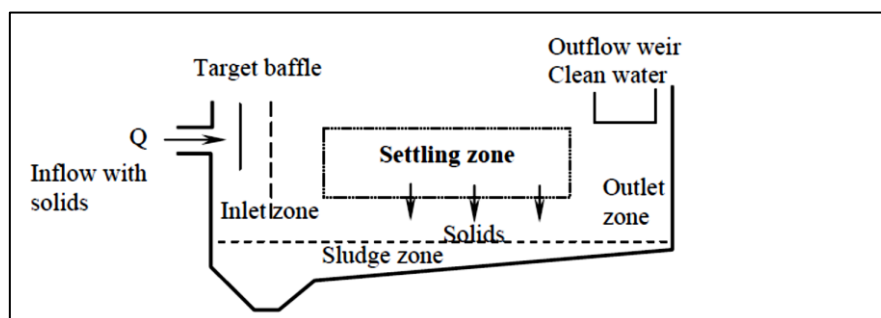 Target baffle
Outflow weir
Clean water
Q
Inflow with
solids
Settling zone
Inlet zone
Outlet
zone
Solids
Sludge zone